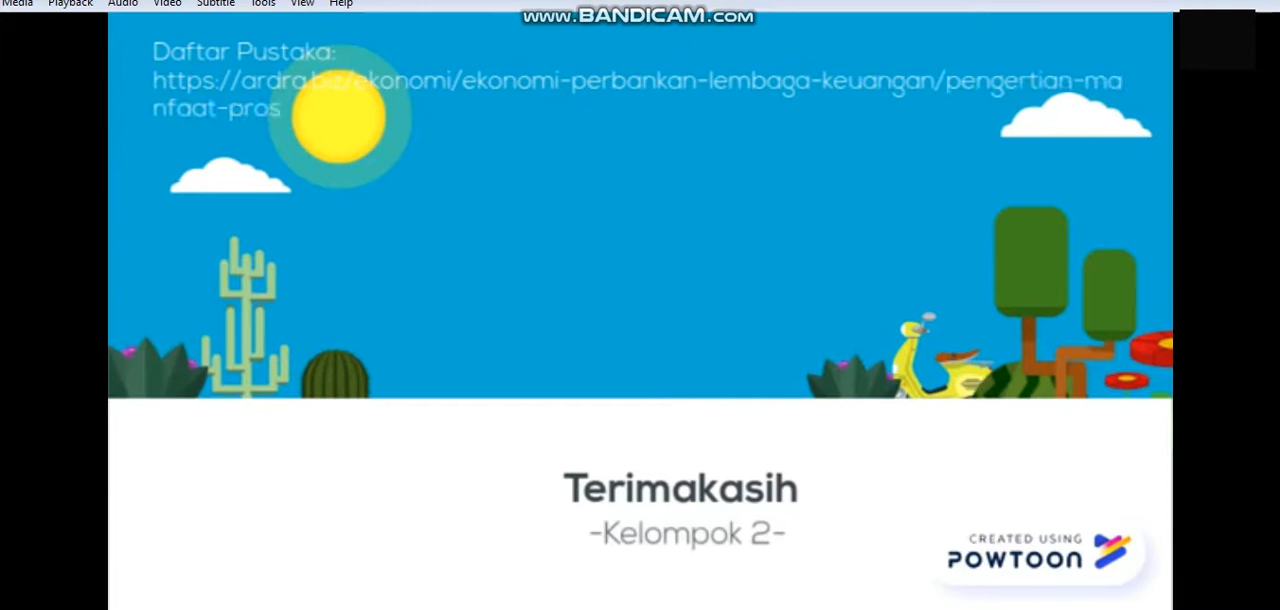 Media Playback Audio Video Subtitle Tools View Help
www.BANDICAM.com
Daftar Pustaka:
https://ardra.biz/ekonomi/ekonomi-perbankan-lembaga-keuangan/pengertian-ma
nfaat-pros
Terimakasih
-Kelompok 2-
CREATED USING
POWTOON